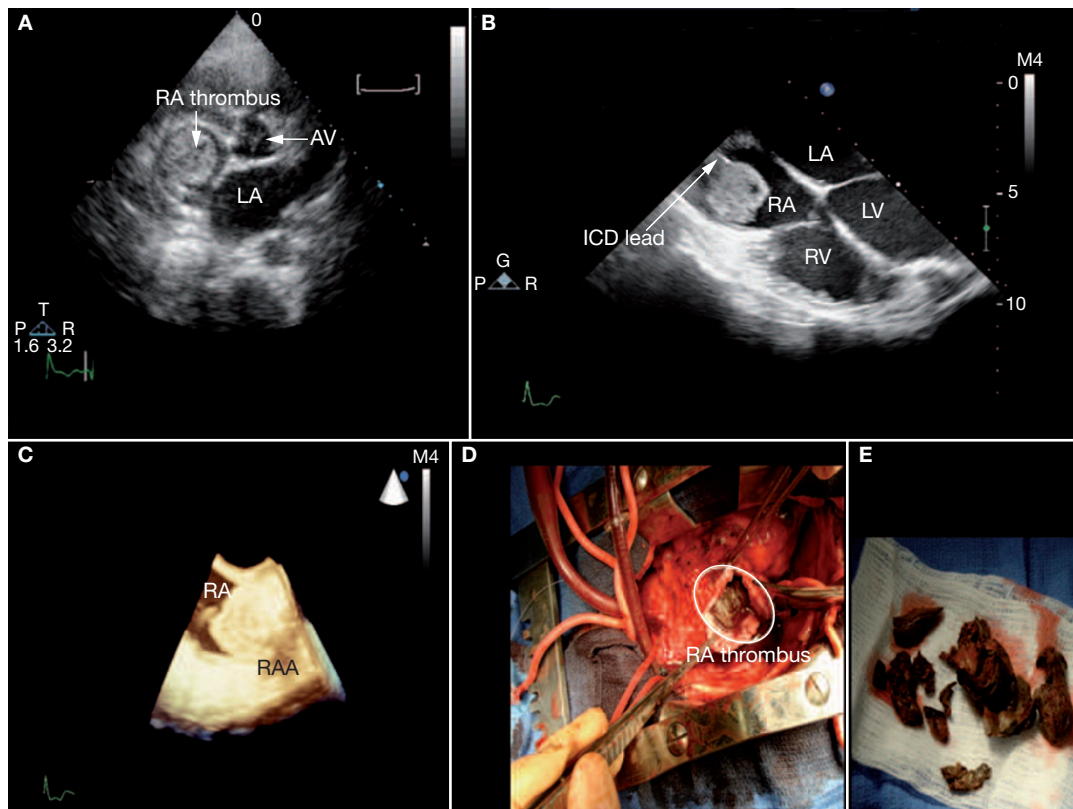 A
0
RA thrombus
AV
LA
T
P R
1.6 3.2
B
M4
0
LA
5
LV
RA
ICD lead
RV
G
P R
10
C
M4
RA
RAA
D
RA thrombus
E